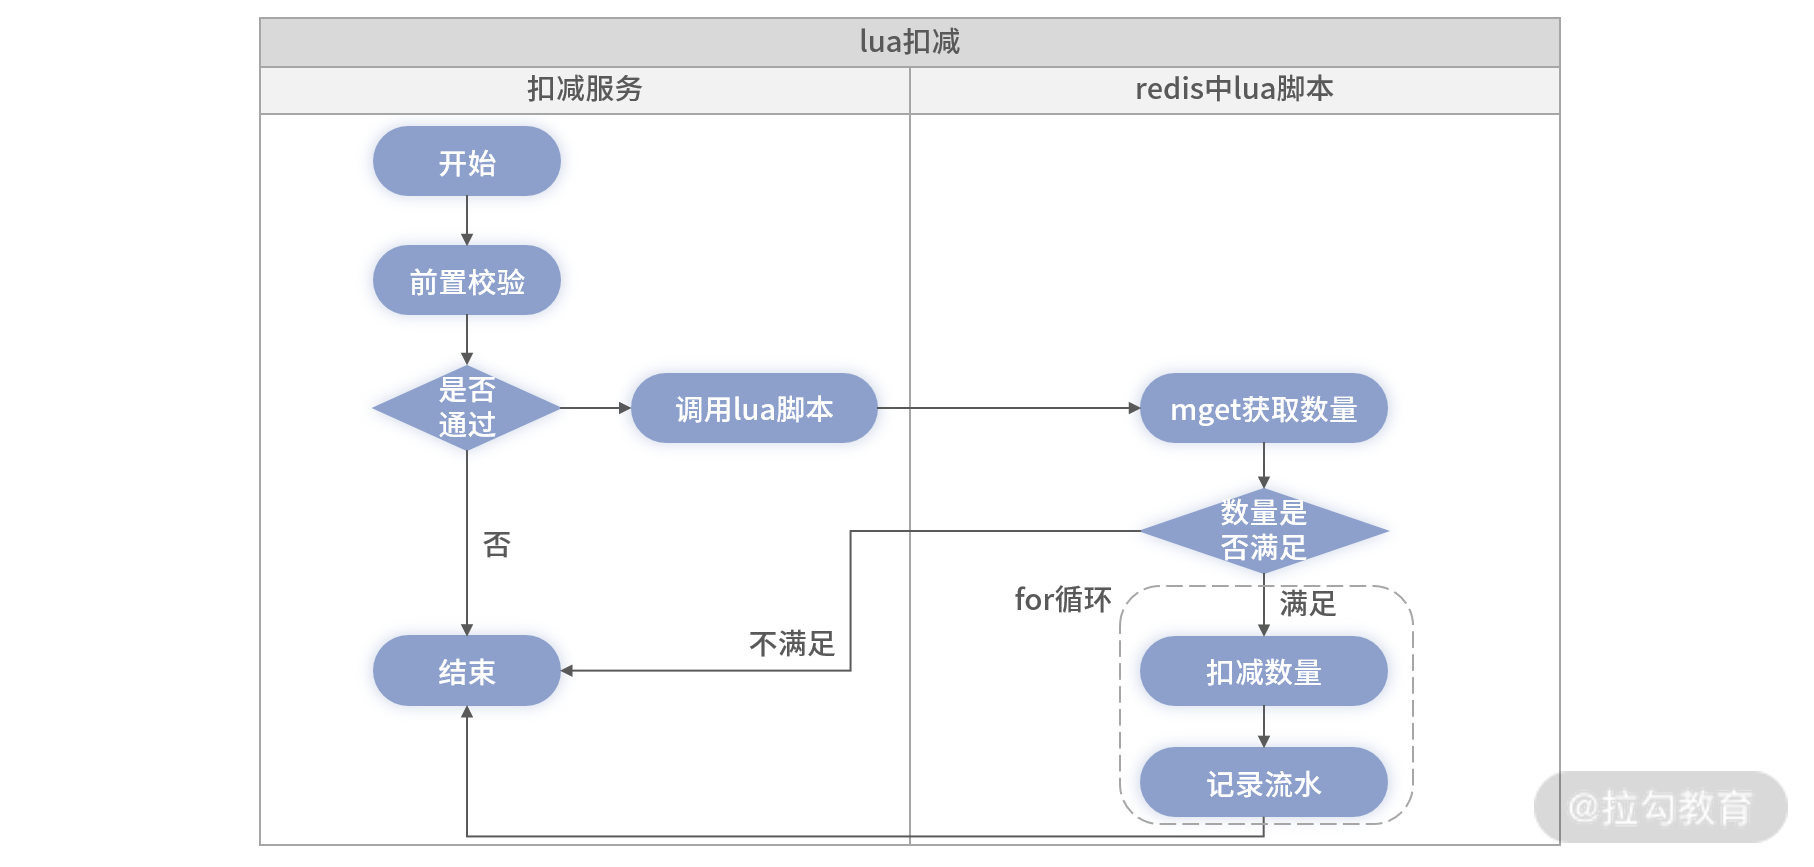 lua扣减
扣减服务
redis中lua脚本
开始
前置校验
是否
通过
调用lua脚本
mget获取数量
数量是
否满足
否
for循环
满足
不满足
结束
扣减数量
记录流水
@拉勾教育